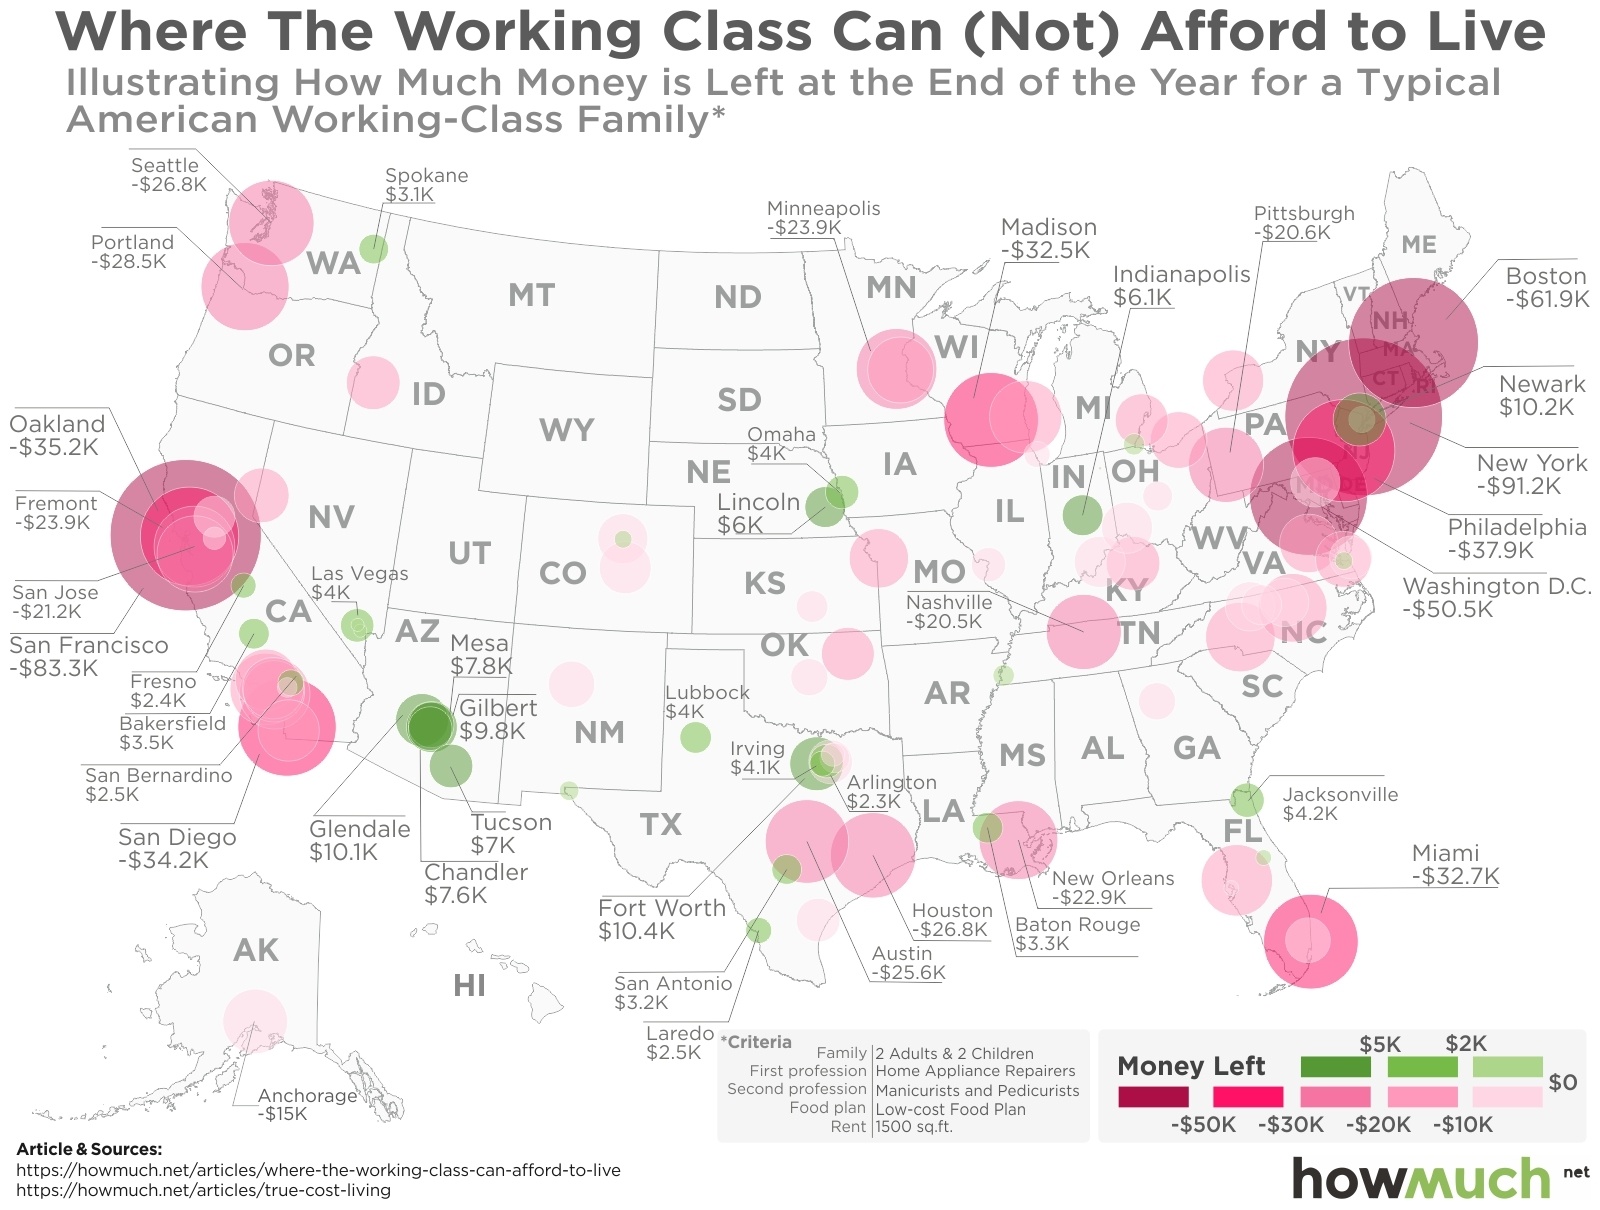 Where The Working Class Can (Not) Afford to Live
Illustrating How Much Money is Left at the End of the Year for a Typical
American Working-Class Family*
Seattle
-$26.8K
Spokane
$3.1K
Portland
-$28.5K
Minneapolis
-$23.9K
Madison
-$32.5K
Indianapolis
$6.1K
Pittsburgh
-$20.6K
Boston
-$61.9K
Newark
$10.2K
New York
-$91.2K
Philadelphia
-$37.9K
Washington D.C.
-$50.5K
Oakland
-$35.2K
Fremont
-$23.9K
San Jose
-$21.2K
San Francisco
-$83.3K
Fresno
$2.4K
Bakersfield
$3.5K
San Bernardino
$2.5K
San Diego
-$34.2K
Las Vegas
$4K
Omaha
$4K
Lincoln
$6K
Nashville
-$20.5K
Mesa
$7.8K
Gilbert
$9.8K
Glendale
$10.1K
Tucson
$7K
Chandler
$7.6K
Lubbock
$4K
Irving
$4.1K
Arlington
$2.3K
Fort Worth
$10.4K
San Antonio
$3.2K
Laredo
$2.5K
Houston
-$26.8K
Austin
-$25.6K
New Orleans
-$22.9K
Baton Rouge
$3.3K
Jacksonville
$4.2K
Miami
-$32.7K
Anchorage
-$15K
WA
OR
ID
MT
ND
SD
WY
NE
MN
WI
IA
MI
IL
IN
OH
PA
NY
VT
NH
ME
MA
CT
RI
NJ
MD
DE
WV
VA
KY
TN
NC
SC
GA
FL
AL
MS
LA
AR
MO
KS
OK
TX
NM
CO
UT
NV
CA
AZ
AK
HI
*Criteria
Family 2 Adults & 2 Children
First profession Home Appliance Repairers
Second profession Manicurists and Pedicurists
Food plan Low-cost Food Plan
Rent 1500 sq.ft.
Money Left
$5K
$2K
$0
-$50K
-$30K
-$20K
-$10K
Article & Sources:
https://howmuch.net/articles/where-the-working-class-can-afford-to-live
https://howmuch.net/articles/true-cost-living
howmuch net